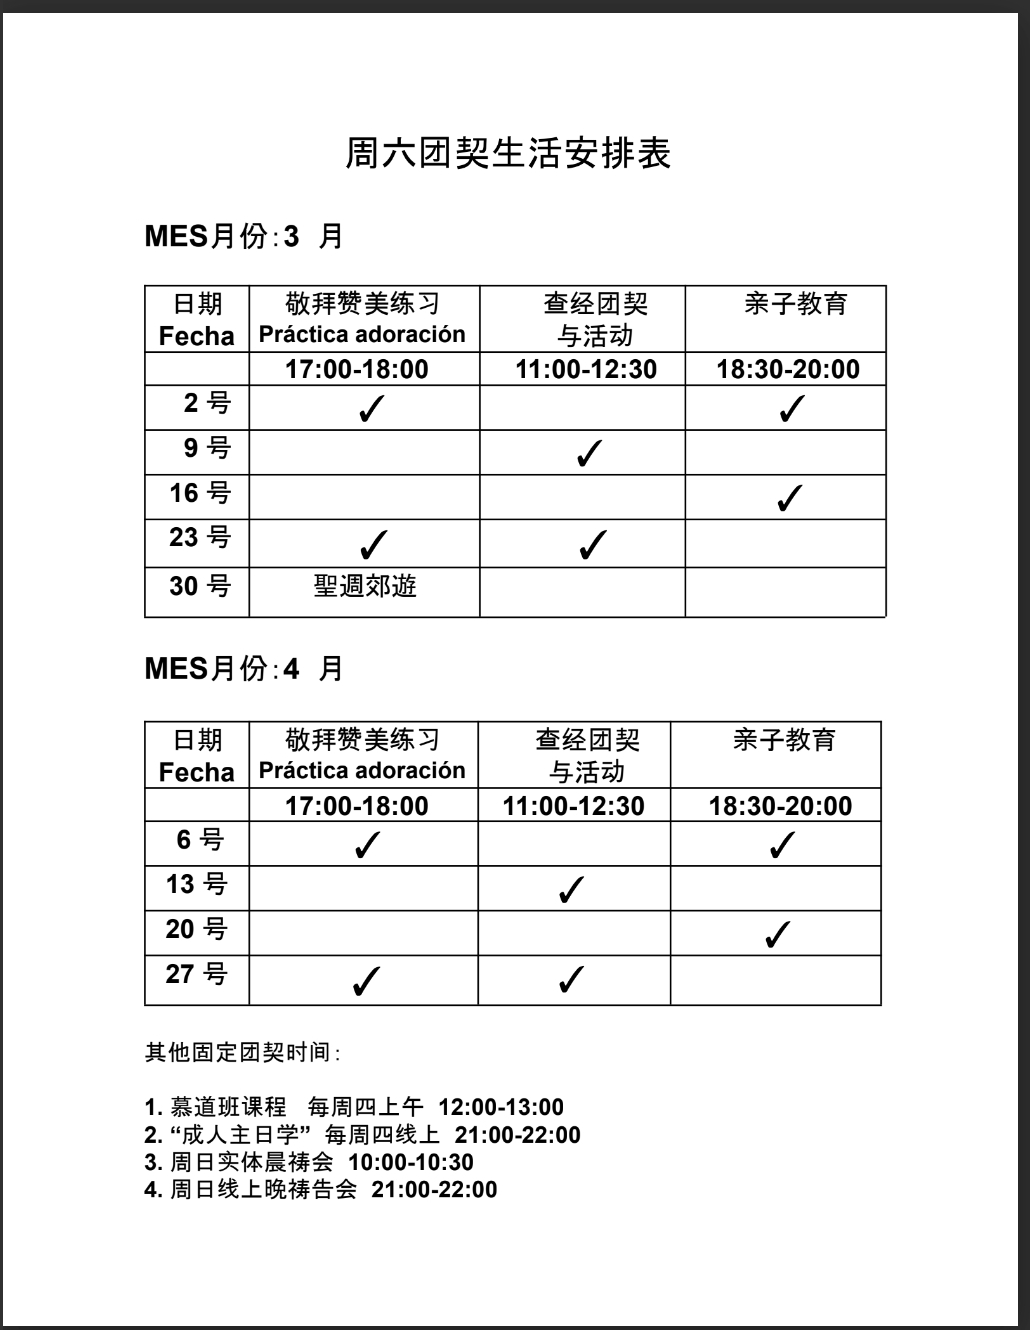 周六团契生活安排表
MES月份:3 月
日期 敬拜赞美练习 查经团契 亲子教育
Fecha Práctica adoración 与活动
17:00-18:00 11:00-12:30 18:30-20:00
2 号 ✓ ✓
9 号 ✓
16 号 ✓
23 号 ✓ ✓
30 号 聖週郊遊
MES月份:4 月
日期 敬拜赞美练习 查经团契 亲子教育
Fecha Práctica adoración 与活动
17:00-18:00 11:00-12:30 18:30-20:00
6 号 ✓ ✓
13 号 ✓
20 号 ✓
27 号 ✓ ✓
其他固定团契时间:
1. 慕道班课程 每周四上午 12:00-13:00
2. “成人主日学” 每周四线上 21:00-22:00
3. 周日实体晨祷会 10:00-10:30
4. 周日线上晚祷告会 21:00-22:00